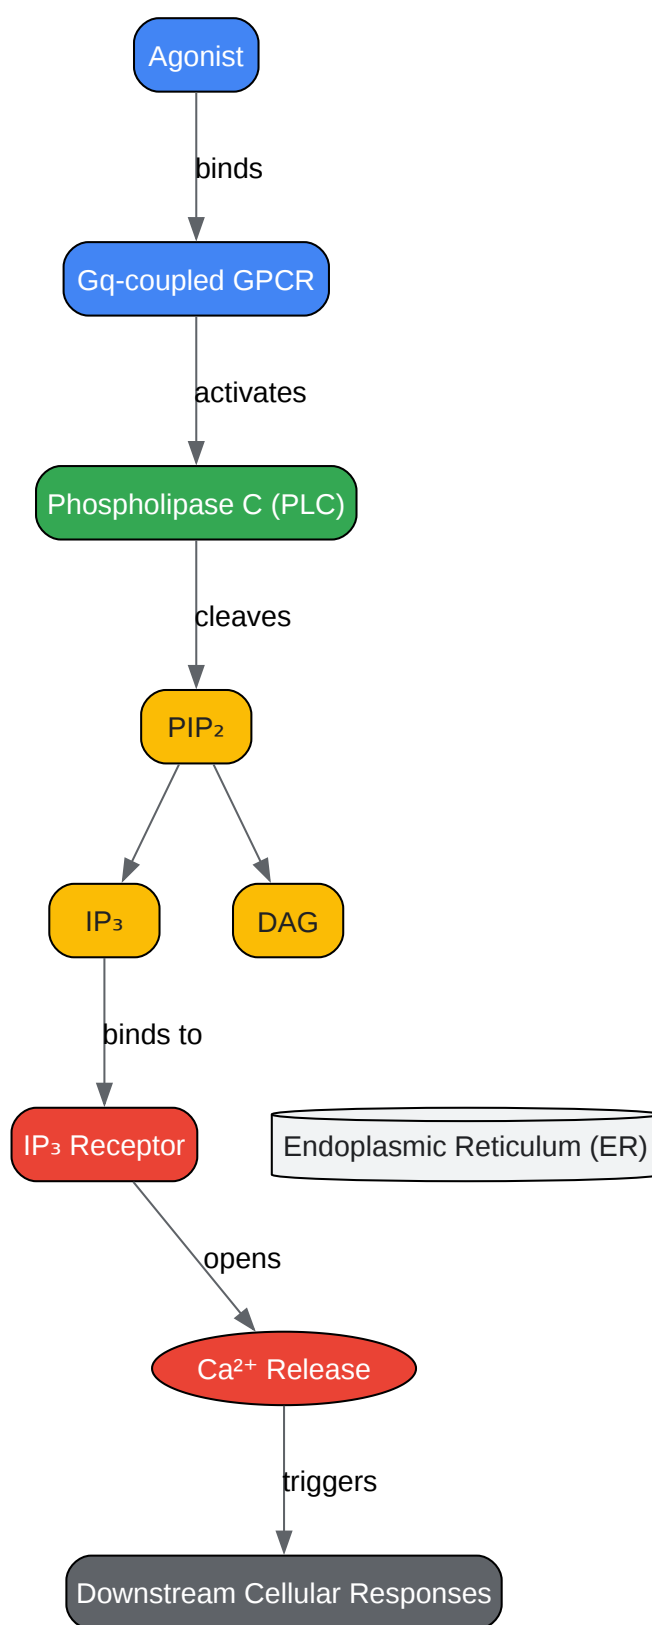 Agonist
binds
Gq-coupled GPCR
activates
Phospholipase C (PLC)
cleaves
PIP₂
IP₃
DAG
binds to
IP₃ Receptor
Endoplasmic Reticulum (ER)
opens
Ca²⁺ Release
triggers
Downstream Cellular Responses